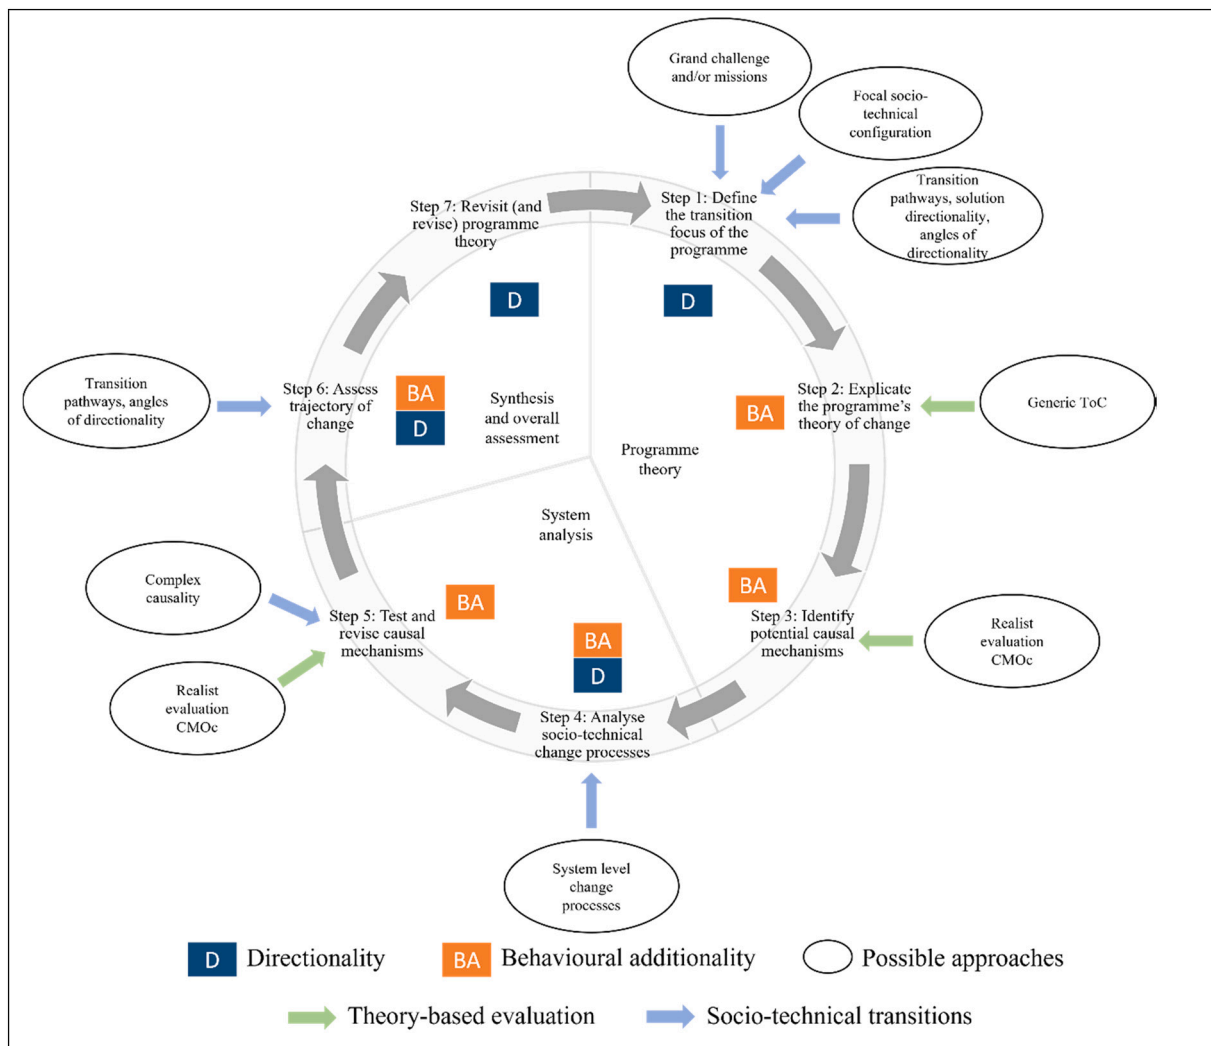 Grand challenge
and/or missions
Focal socio-
technical
configuration
Transition
pathways, solution
directionality,
angles of
directionality
Step 1: Define
the transition
focus of the
programme
D
Step 7: Revisit (and
revise) programme
theory
D
Step 2: Explicate
the programme's
theory of change
BA
Generic ToC
Transition
pathways, angles
of directionality
Step 6: Assess
trajectory of
change
BA
D
Synthesis
and overall
assessment
Programme
theory
System
analysis
Step 3: Identify
potential causal
mechanisms
BA
Realist
evaluation
CMOc
Complex
causality
Step 5: Test and
revise causal
mechanisms
BA
Realist
evaluation
CMOc
BA
D
Step 4: Analyse
socio-technical
change processes
System level
change
processes
D Directionality
BA Behavioural additionality
Possible approaches
Theory-based evaluation
Socio-technical transitions